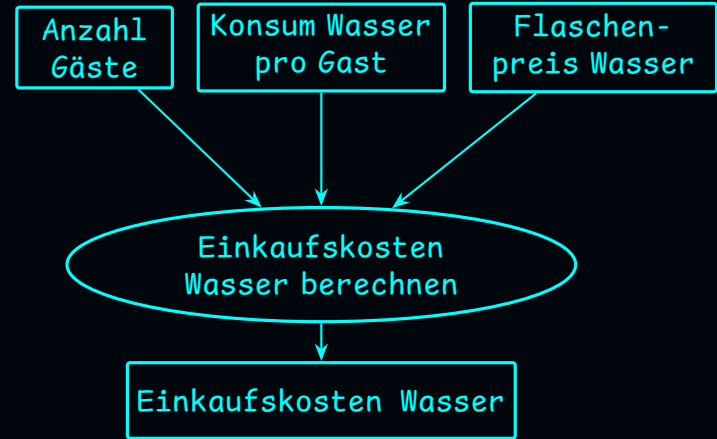 Anzahl
Gäste
Konsum Wasser
pro Gast
Flaschen-
preis Wasser
Einkaufskosten
Wasser berechnen
Einkaufskosten Wasser